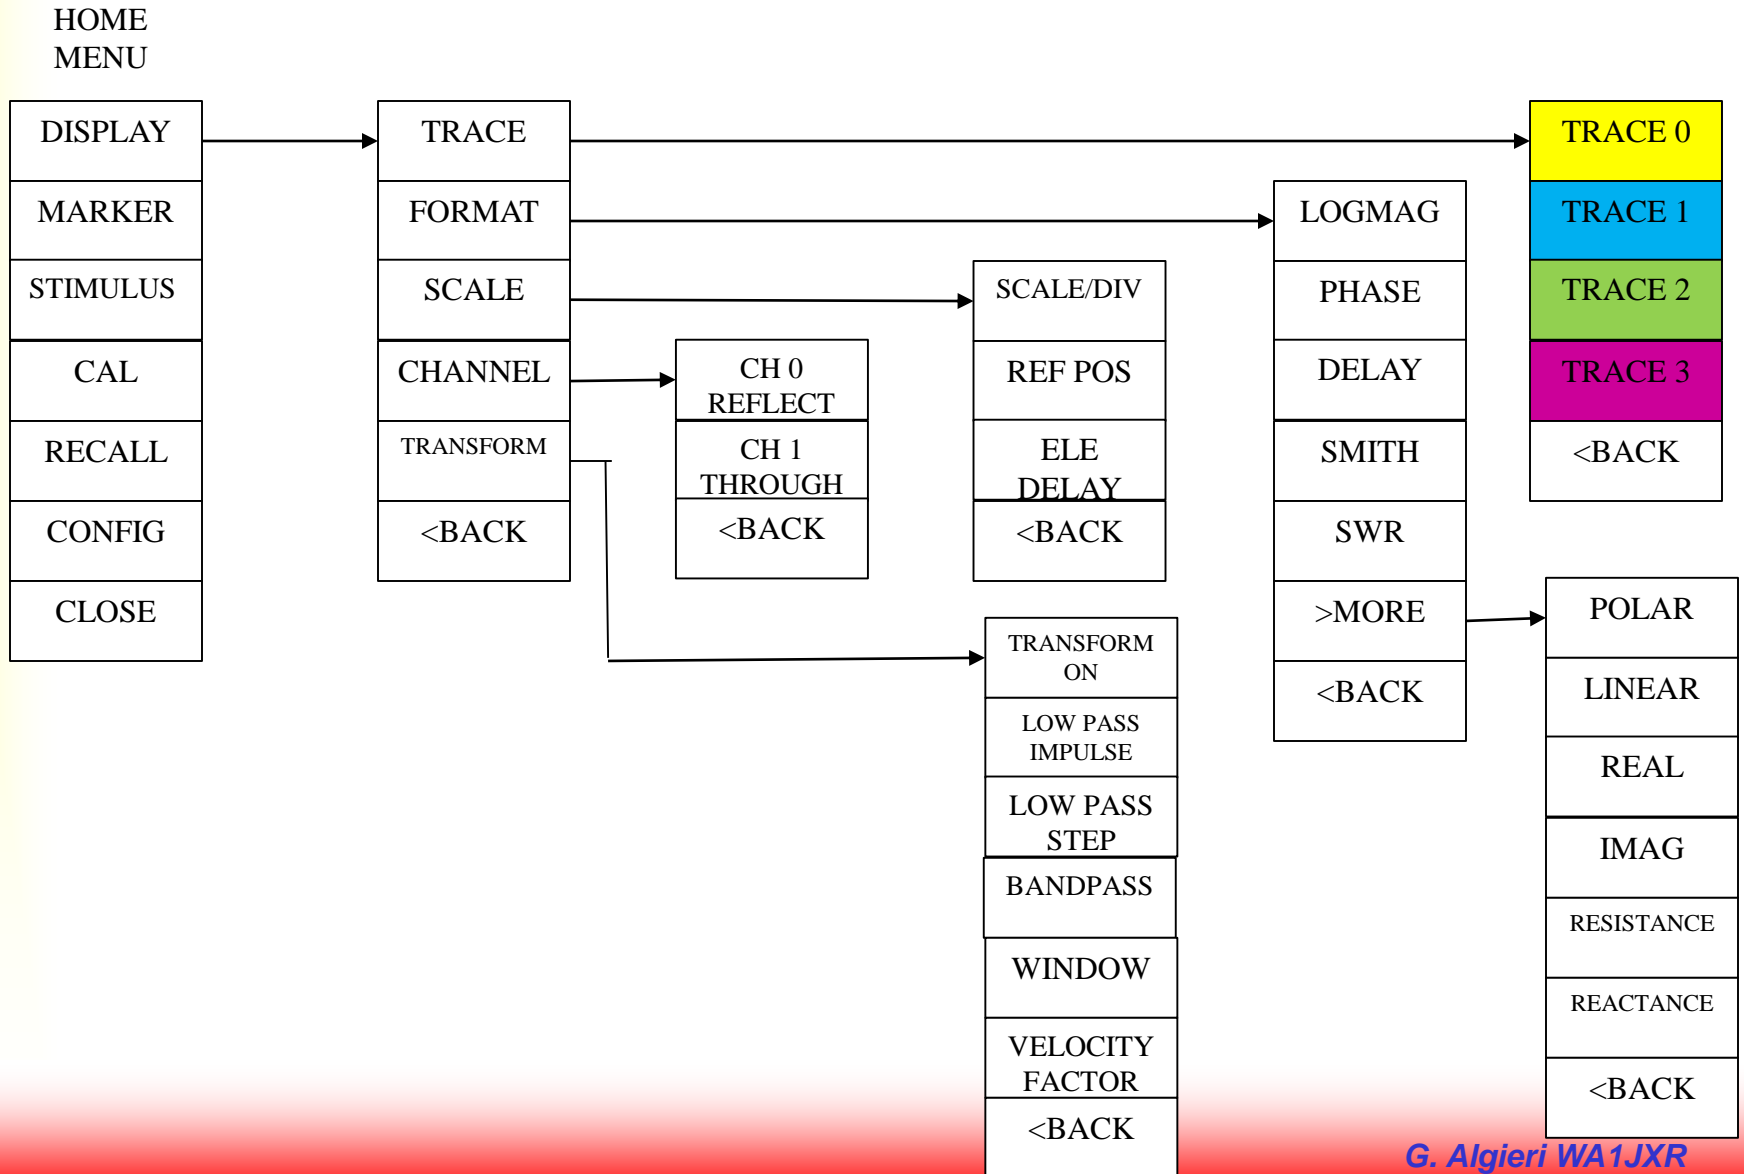 HOME
MENU
DISPLAY
MARKER
STIMULUS
CAL
RECALL
CONFIG
CLOSE
TRACE
FORMAT
SCALE
CHANNEL
TRANSFORM
<BACK
CH 0
REFLECT
CH 1
THROUGH
<BACK
SCALE/DIV
REF POS
ELE
DELAY
<BACK
TRANSFORM
ON
LOW PASS
IMPULSE
LOW PASS
STEP
BANDPASS
WINDOW
VELOCITY
FACTOR
<BACK
LOGMAG
PHASE
DELAY
SMITH
SWR
>MORE
<BACK
TRACE 0
TRACE 1
TRACE 2
TRACE 3
<BACK
POLAR
LINEAR
REAL
IMAG
RESISTANCE
REACTANCE
<BACK
G. Algieri WA1JXR